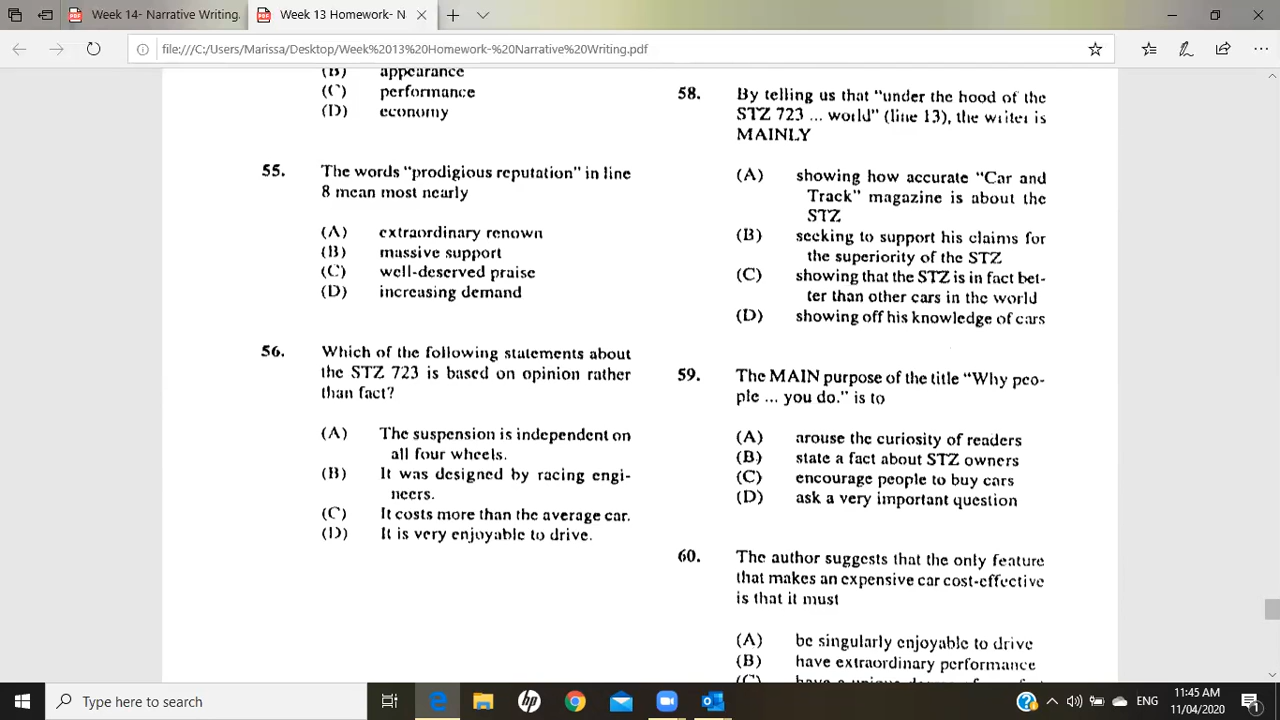 Week 14- Narrative Writing.
Week 13 Homework-
file:///C:/Users/Marissa/Desktop/Week%2013%20Homework-%20Narrative%20Writing.pdf
(B) appearance
(C) performance
(D) economy
55. The words "prodigious reputation" in line
8 mean most nearly
(A) extraordinary renown
(B) massive support
(C) well-deserved praise
(D) increasing demand
56. Which of the following statements about
the STZ 723 is based on opinion rather
than fact?
(A) The suspension is independent on
all four wheels.
(B) It was designed by racing engi-
neers.
(C) It costs more than the average car.
(D) It is very enjoyable to drive.
58. By telling us that "under the hood of the
STZ 723 ... world" (line 13), the writer is
MAINLY
(A) showing how accurate "Car and
Track" magazine is about the
STZ
(B) seeking to support his claims for
the superiority of the STZ
(C) showing that the STZ is in fact bet-
ter than other cars in the world
(D) showing off his knowledge of cars
59. The MAIN purpose of the title "Why peo-
ple ... you do." is to
(A) arouse the curiosity of readers
(B) state a fact about STZ owners
(C) encourage people to buy cars
(D) ask a very important question
60. The author suggests that the only feature
that makes an expensive car cost-effective
is that it must
(A) be singularly enjoyable to drive
(B) have extraordinary performance
Type here to search
ENG
11:45 AM
11/04/2020